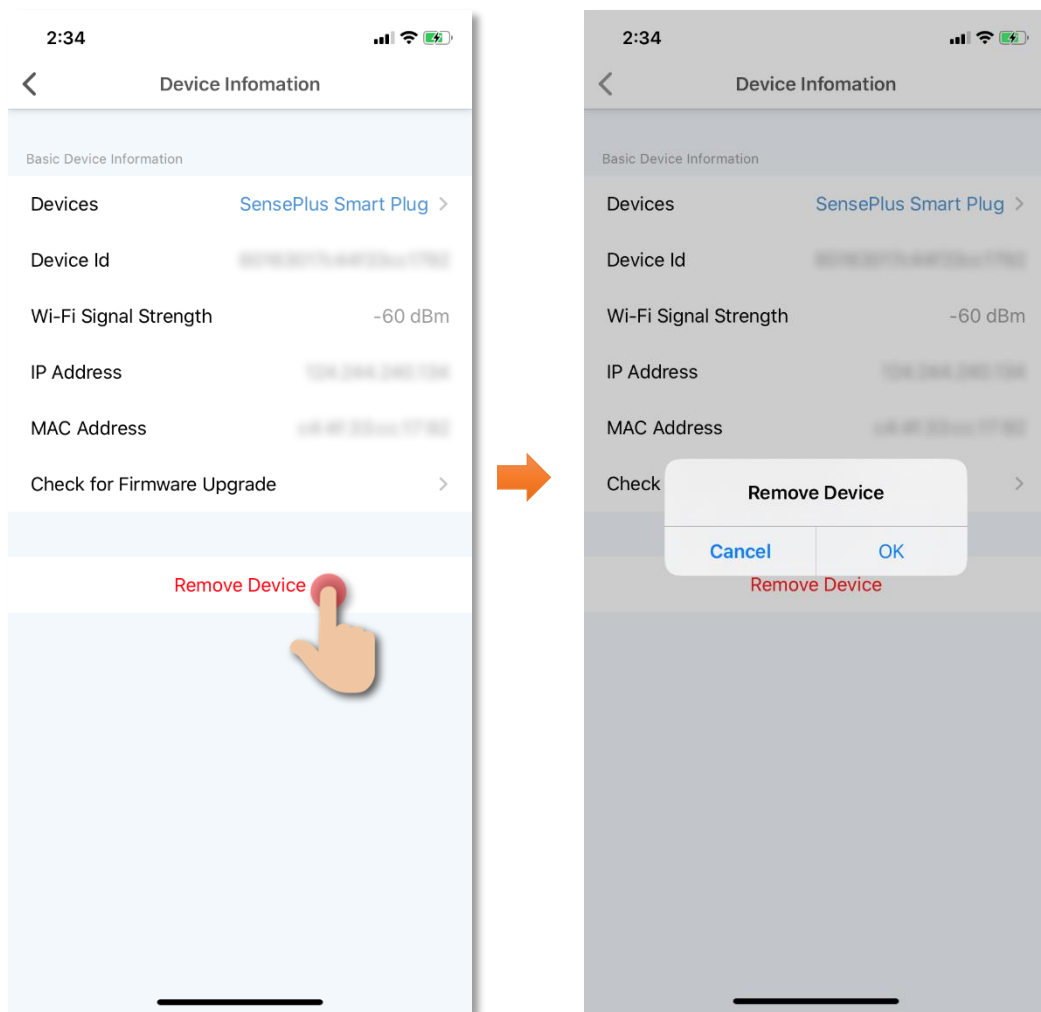 2:34
Device Infomation
Basic Device Information
Devices SensePlus Smart Plug >
Device Id
Wi-Fi Signal Strength -60 dBm
IP Address
MAC Address
Check for Firmware Upgrade >
Remove Device
2:34
Device Infomation
Basic Device Information
Devices SensePlus Smart Plug >
Device Id
Wi-Fi Signal Strength -60 dBm
IP Address
MAC Address
Check >
Remove Device
Cancel OK
Remove Device